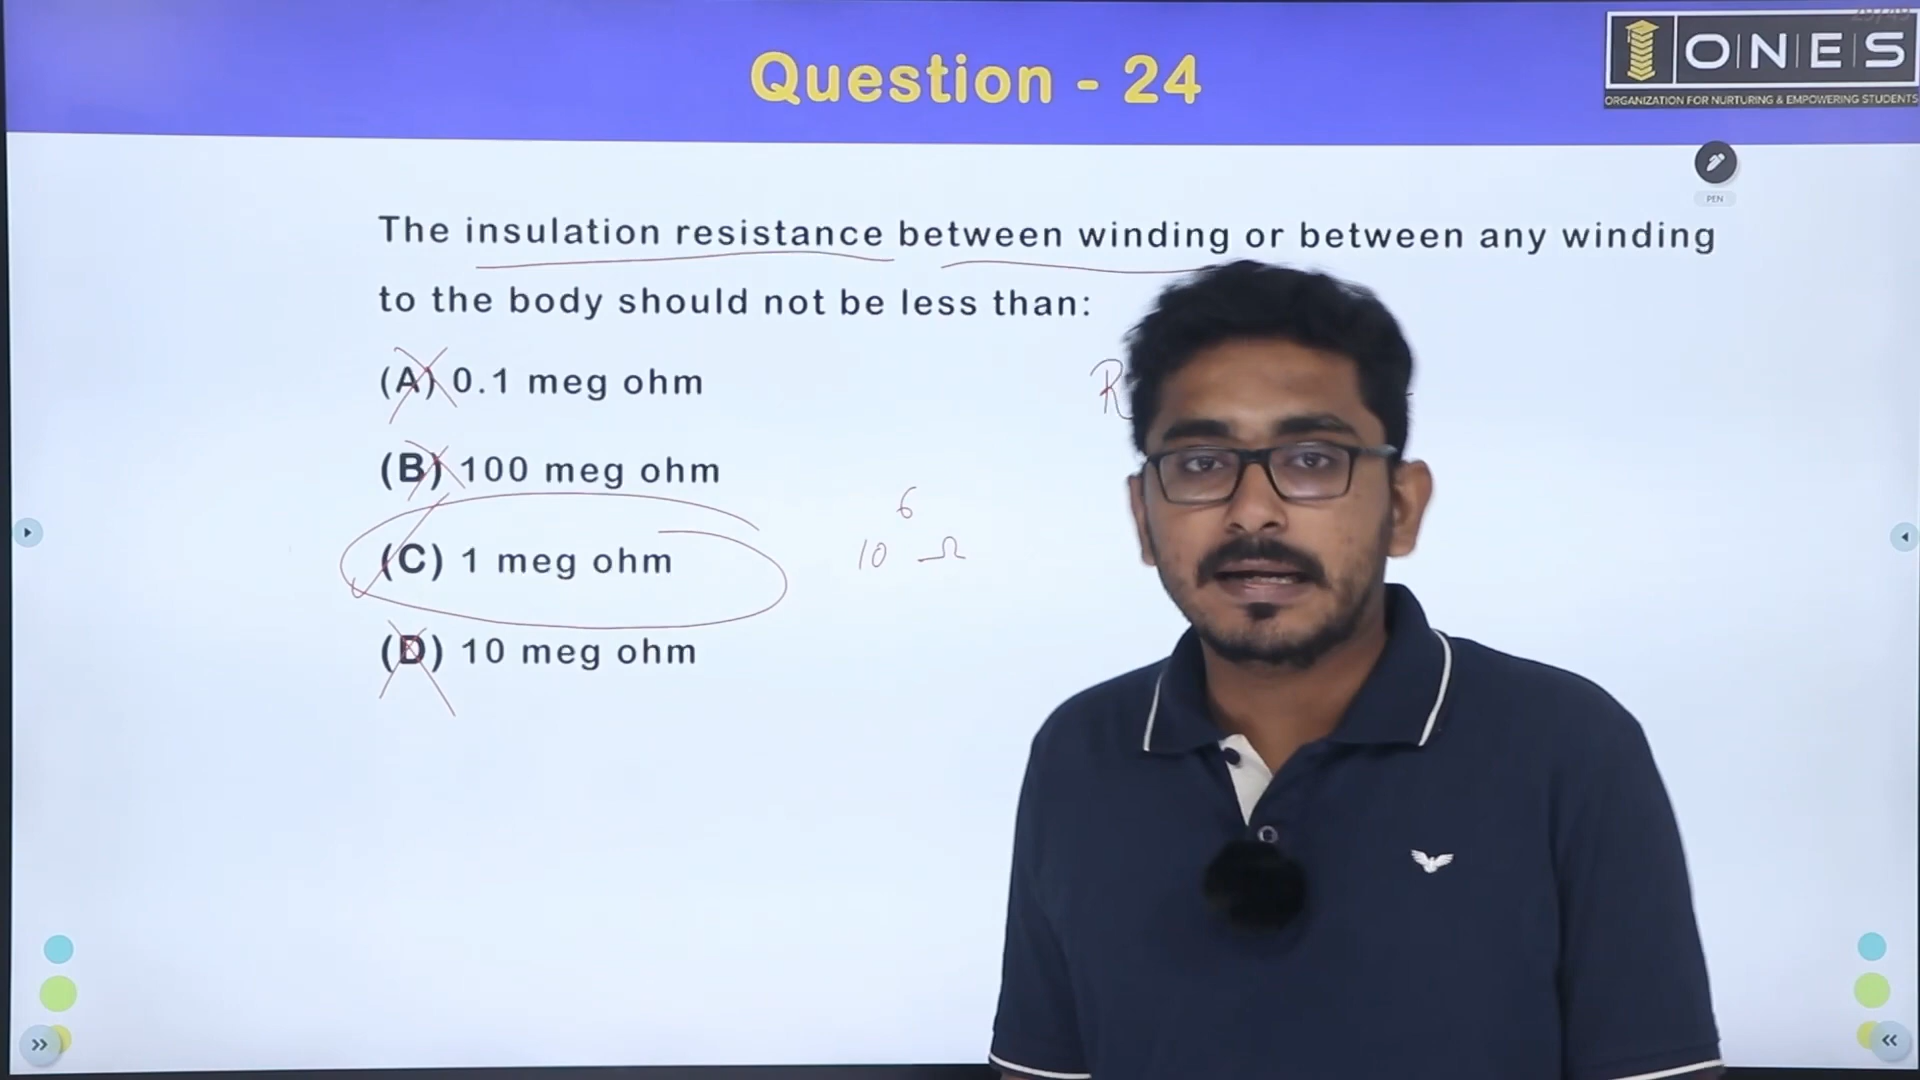 Question - 24
ONES
ORGANIZATION FOR NURTURING & EMPOWERING STUDENTS
PEN
The insulation resistance between winding or between any winding
to the body should not be less than:
(A) 0.1 meg ohm
R
(B) 100 meg ohm
(C) 1 meg ohm
10⁶ Ω
(D) 10 meg ohm